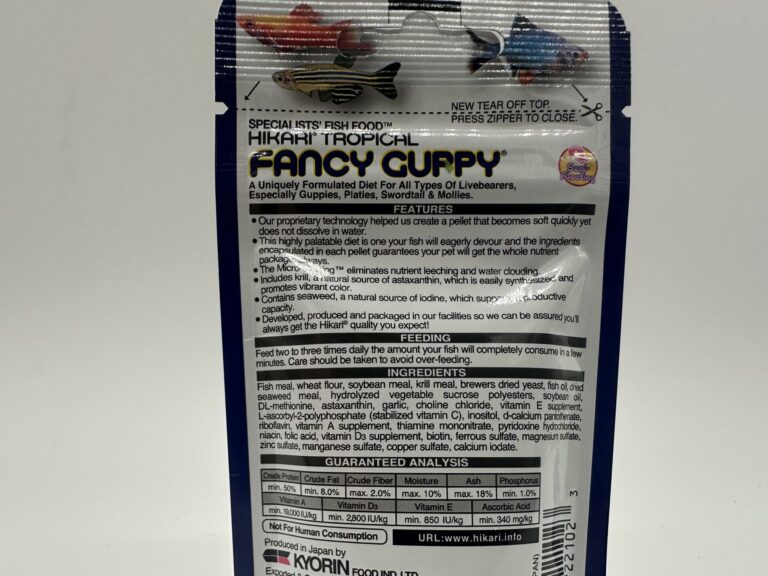 NEW TEAR OFF TOP
PRESS ZIPPER TO CLOSE.
SPECIALISTS' FISH FOOD™
HIKARI® TROPICAL
FANCY GUPPY®
Semi-
Floating
A Uniquely Formulated Diet For All Types Of Livebearers,
Especially Guppies, Platies, Swordtail & Mollies.
FEATURES
• Our proprietary technology helped us create a pellet that becomes soft quickly yet
does not dissolve in water.
• This highly palatable diet is one your fish will eagerly devour and the ingredients
encapsulated in each pellet guarantees your pet will get the whole nutrient
package, always.
• The ™ eliminates nutrient leeching and water clouding.
• Includes krill, a natural source of astaxanthin, which is easily synthesized and
promotes vibrant color.
• Contains seaweed, a natural source of iodine, which supports reproductive
capacity.
• Developed, produced and packaged in our facilities so we can be assured you'll
always get the Hikari® quality you expect!
FEEDING
Feed two to three times daily the amount your fish will completely consume in a few
minutes. Care should be taken to avoid over-feeding.
INGREDIENTS
Fish meal, wheat flour, soybean meal, krill meal, brewers dried yeast, fish oil, dried
seaweed meal, hydrolyzed vegetable sucrose polyesters, soybean oil,
DL-methionine, astaxanthin, garlic, choline chloride, vitamin E supplement,
L-ascorbyl-2-polyphosphate (stabilized vitamin C), inositol, d-calcium pantothenate,
riboflavin, vitamin A supplement, thiamine mononitrate, pyridoxine hydrochloride,
niacin, folic acid, vitamin D3 supplement, biotin, ferrous sulfate, magnesium sulfate,
zinc sulfate, manganese sulfate, copper sulfate, calcium iodate.
GUARANTEED ANALYSIS
Crude Protein Crude Fat Crude Fiber Moisture Ash Phosphorus
min. 50% min. 8.0% max. 2.0% max. 10% max. 18% min. 1.0%
Vitamin A Vitamin D3 Vitamin E Ascorbic Acid
min. 19,000 IU/kg min. 2,800 IU/kg min. 850 IU/kg min. 340 mg/kg
Not For Human Consumption
URL:www.hikari.info
Produced in Japan by
KYORIN FOOD IND. LTD.
Exported &
22102 3
PAN)